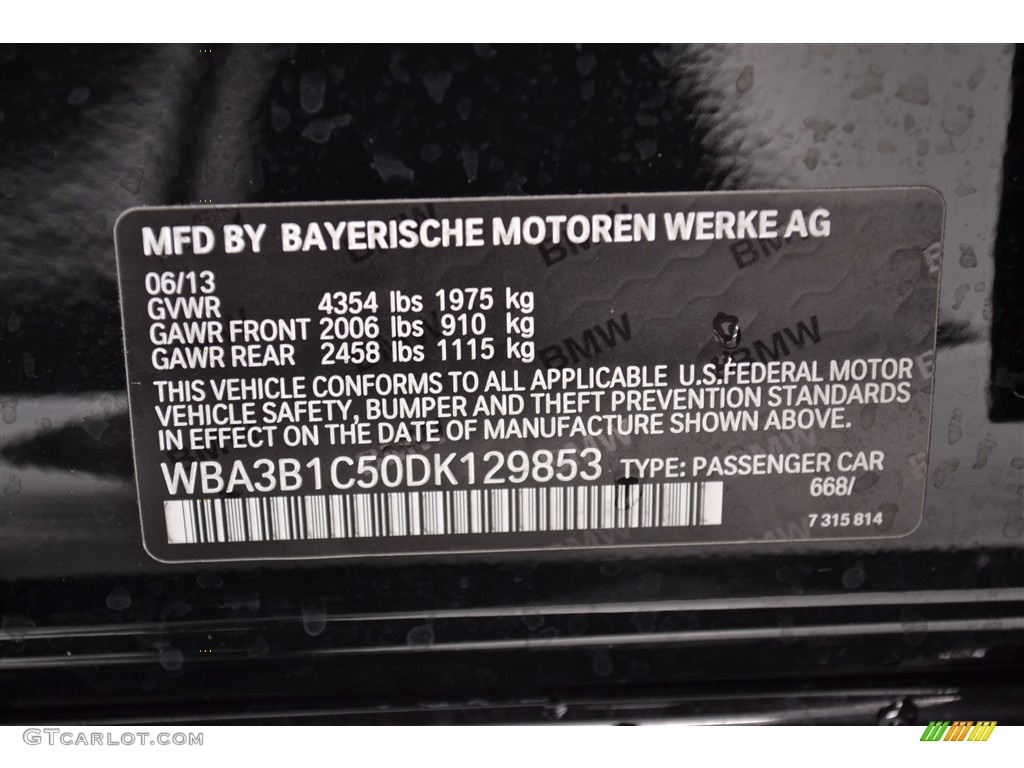 MFD BY BAYERISCHE MOTOREN WERKE AG
06/13
GVWR 4354 lbs 1975 kg
GAWR FRONT 2006 lbs 910 kg
GAWR REAR 2458 lbs 1115 kg
THIS VEHICLE CONFORMS TO ALL APPLICABLE U.S.FEDERAL MOTOR
VEHICLE SAFETY, BUMPER AND THEFT PREVENTION STANDARDS
IN EFFECT ON THE DATE OF MANUFACTURE SHOWN ABOVE.
WBA3B1C50DK129853 TYPE: PASSENGER CAR
668/
7 315 814
GTCARLOT.COM